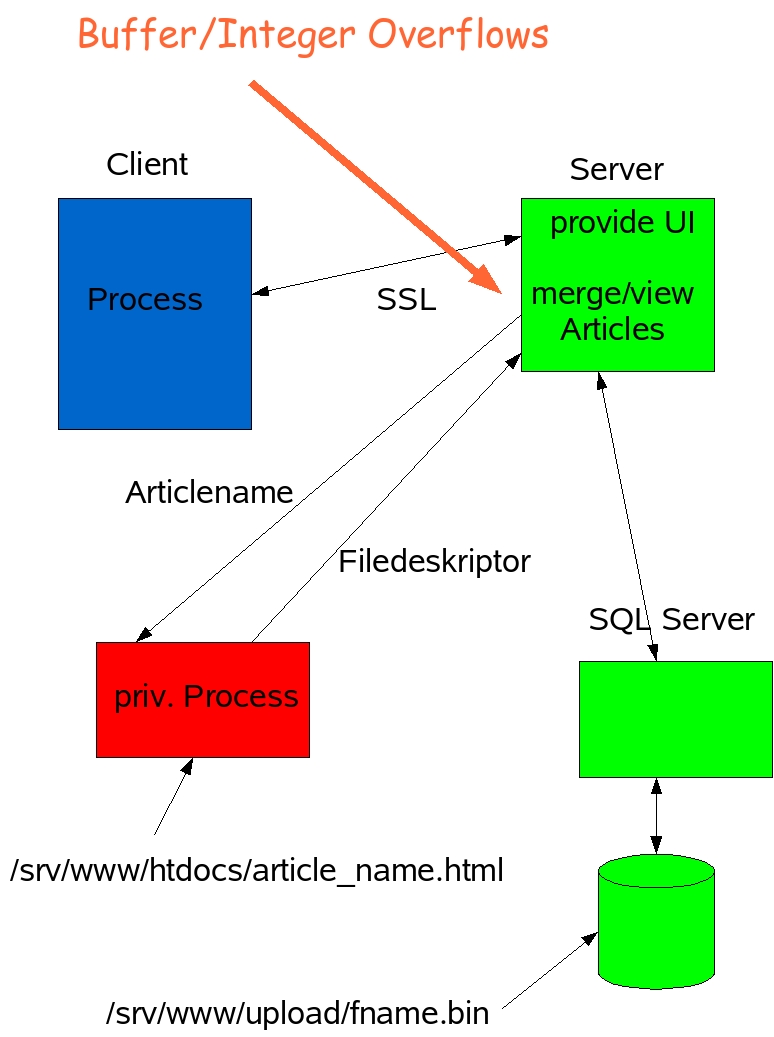 Buffer/Integer Overflows
Client
Server
provide UI
Process
SSL
merge/view
Articles
Articlename
Filedeskriptor
SQL Server
priv. Process
/srv/www/htdocs/article_name.html
/srv/www/upload/fname.bin